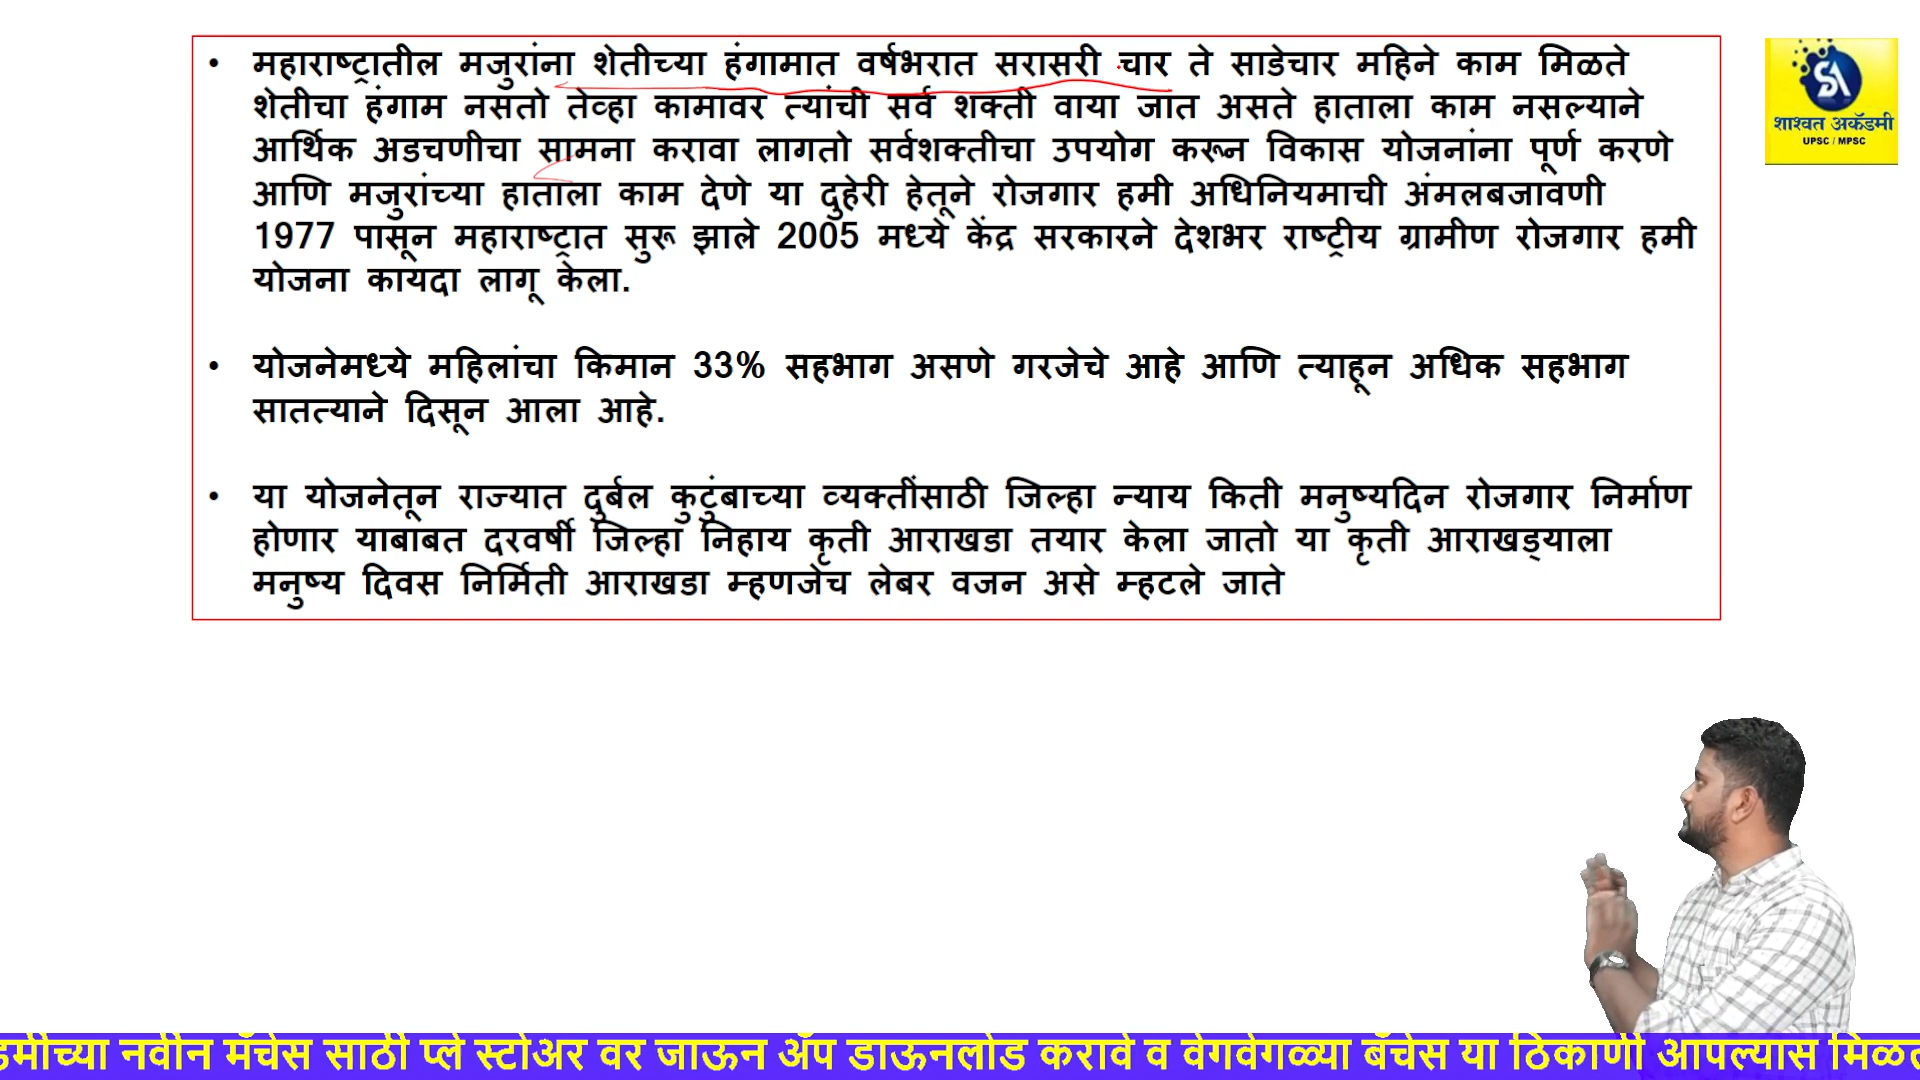 • महाराष्ट्रातील मजुरांना शेतीच्या हंगामात वर्षभरात सरासरी चार ते साडेचार महिने काम मिळते
शेतीचा हंगाम नसतो तेव्हा कामावर त्यांची सर्व शक्ती वाया जात असते हाताला काम नसल्याने
आर्थिक अडचणीचा सामना करावा लागतो सर्वशक्तीचा उपयोग करून विकास योजनांना पूर्ण करणे
आणि मजुरांच्या हाताला काम देणे या दुहेरी हेतूने रोजगार हमी अधिनियमाची अंमलबजावणी
1977 पासून महाराष्ट्रात सुरू झाले 2005 मध्ये केंद्र सरकारने देशभर राष्ट्रीय ग्रामीण रोजगार हमी
योजना कायदा लागू केला.
• योजनेमध्ये महिलांचा किमान 33% सहभाग असणे गरजेचे आहे आणि त्याहून अधिक सहभाग
सातत्याने दिसून आला आहे.
• या योजनेतून राज्यात दुर्बल कुटुंबाच्या व्यक्तींसाठी जिल्हा न्याय किती मनुष्यदिन रोजगार निर्माण
होणार याबाबत दरवर्षी जिल्हा निहाय कृती आराखडा तयार केला जातो या कृती आराखड्याला
मनुष्य दिवस निर्मिती आराखडा म्हणजेच लेबर वजन असे म्हटले जाते
SA
शाश्वत अकॅडमी
UPSC / MPSC
डमीच्या नवीन मॅचेस साठी प्ले स्टोअर वर जाऊन ॲप डाऊनलोड करावे व वेगवेगळ्या बॅचेस या ठिकाणी आपल्यास मिळत